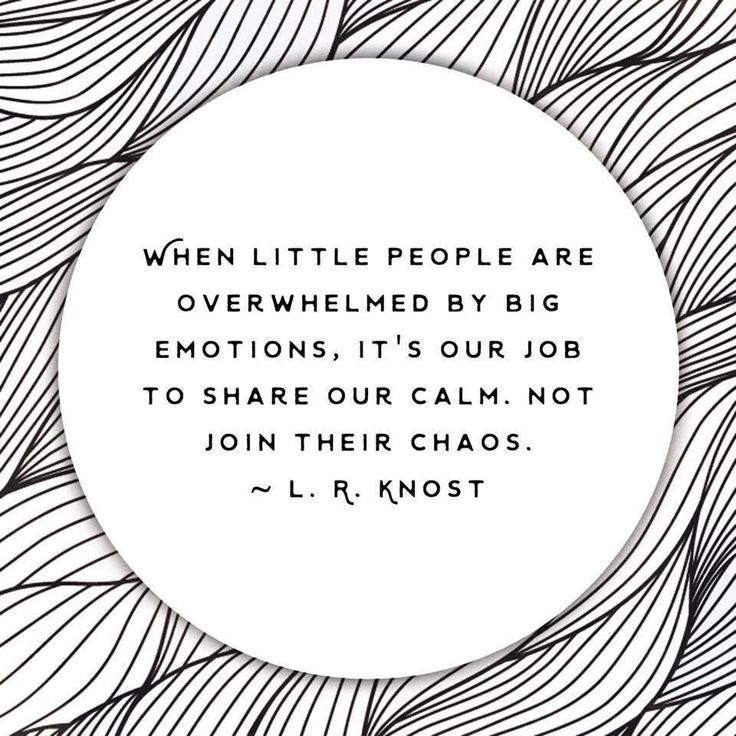 WHEN LITTLE PEOPLE ARE
OVERWHELMED BY BIG
EMOTIONS, IT'S OUR JOB
TO SHARE OUR CALM. NOT
JOIN THEIR CHAOS.
~ L. R. KNOST